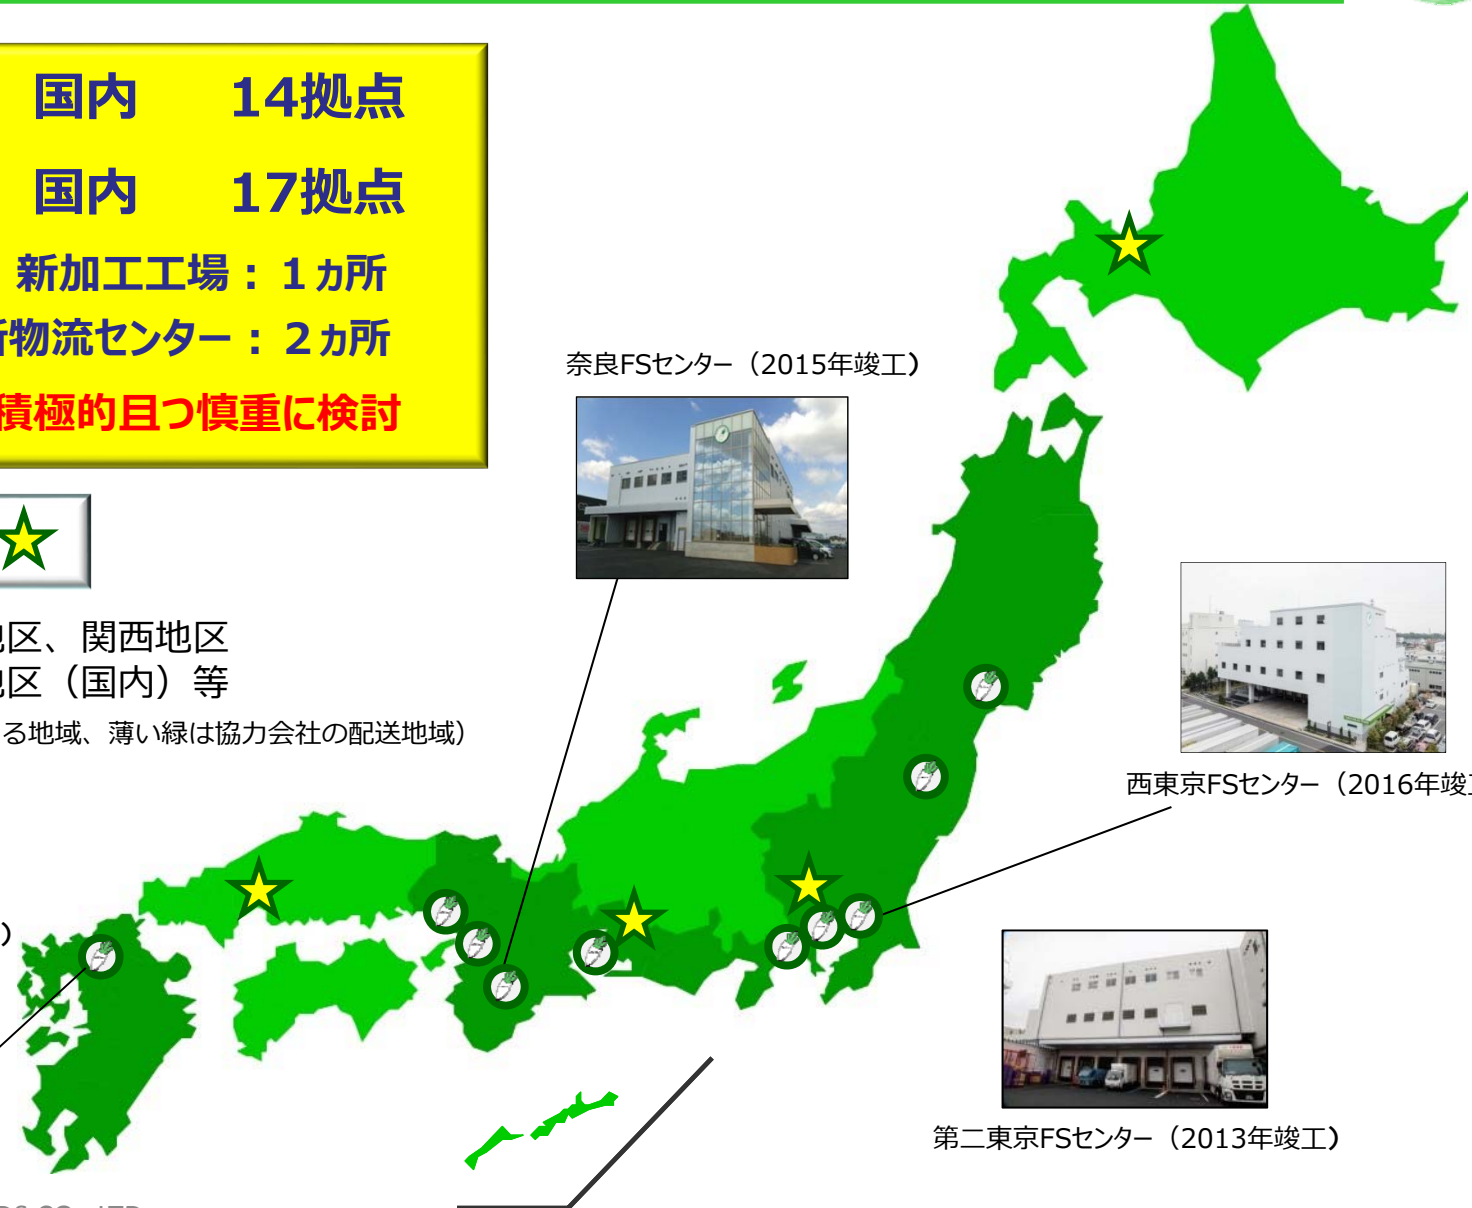 国内　14拠点
国内　17拠点
新加工工場：１ヵ所
物流センター：２ヵ所
積極的且つ慎重に検討
奈良FSセンター（2015年竣工）
地区、関西地区
地区（国内）等
る地域、薄い緑は協力会社の配送地域）
西東京FSセンター（2016年竣
）
第二東京FSセンター（2013年竣工）